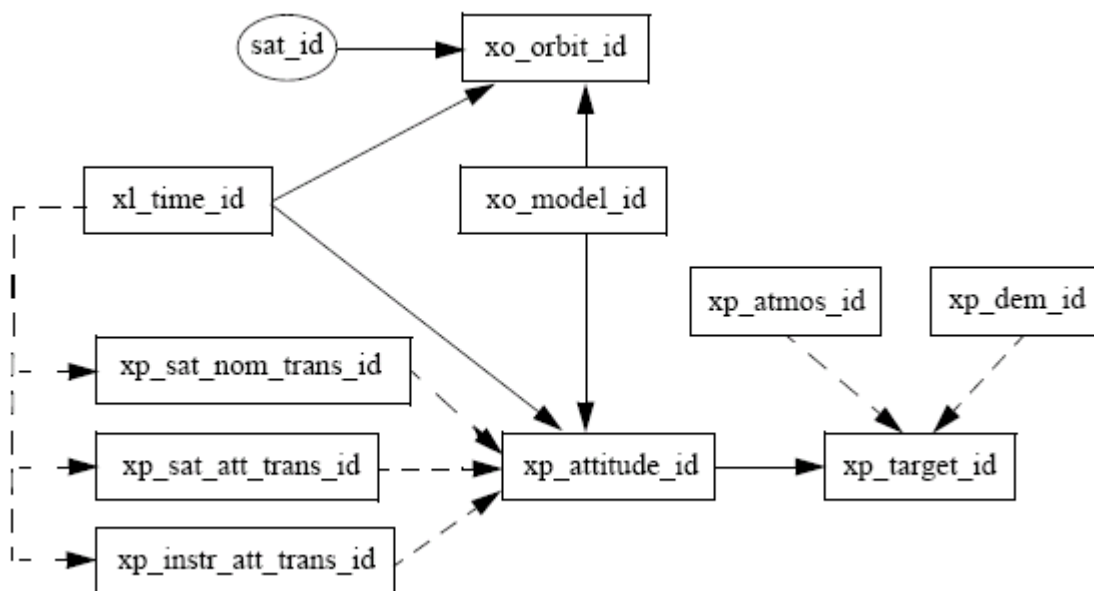 sat_id
xo_orbit_id
xl_time_id
xo_model_id
xp_atmos_id
xp_dem_id
xp_sat_nom_trans_id
xp_sat_att_trans_id
xp_attitude_id
xp_target_id
xp_instr_att_trans_id